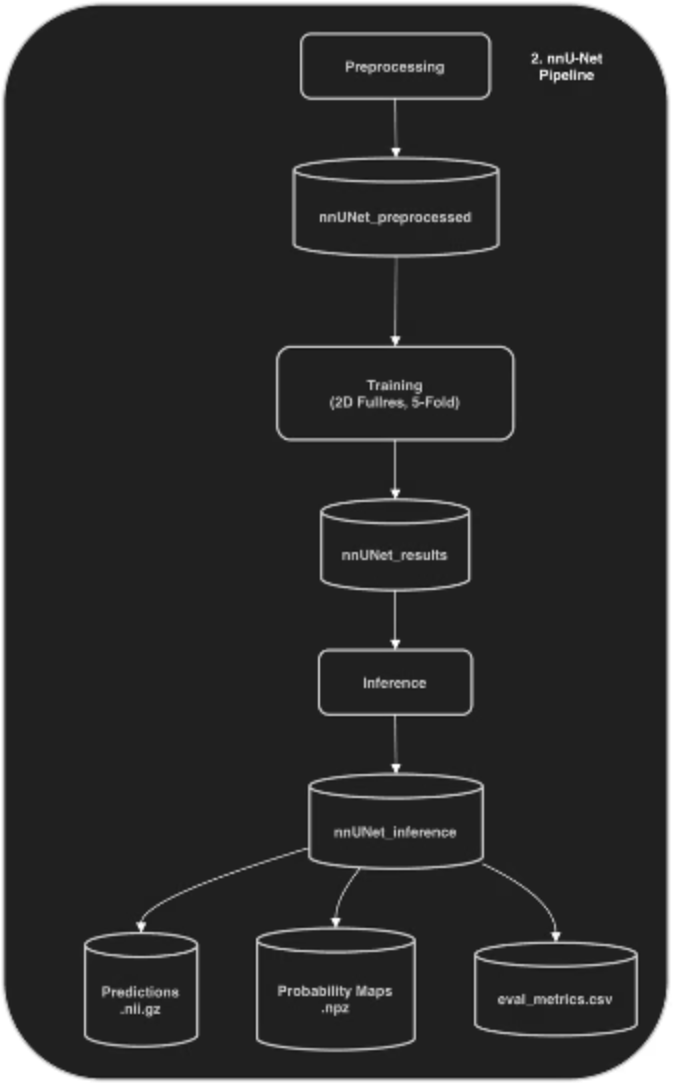 Preprocessing
2. nnU-Net
Pipeline
nnUNet_preprocessed
Training
(2D Fullres, 5-Fold)
nnUNet_results
Inference
nnUNet_inference
Predictions
.nii.gz
Probability Maps
.npz
eval_metrics.csv